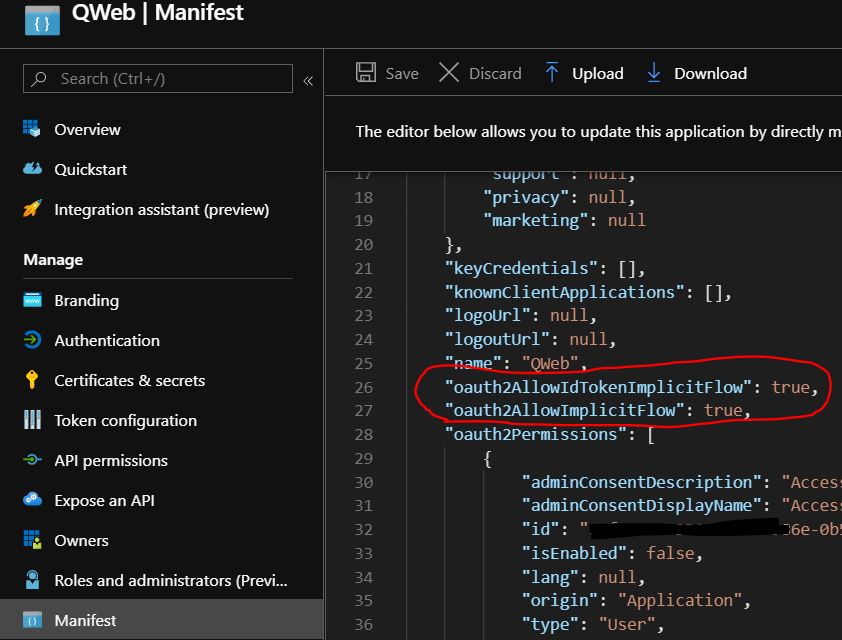 QWeb | Manifest
Search (Ctrl+/)
«
Overview
Quickstart
Integration assistant (preview)
Manage
Branding
Authentication
Certificates & secrets
Token configuration
API permissions
Expose an API
Owners
Roles and administrators (Previ...
Manifest
Save Discard Upload Download
The editor below allows you to update this application by directly m
17 "support": null,
18 "privacy": null,
19 "marketing": null
20 },
21 "keyCredentials": [],
22 "knownClientApplications": [],
23 "logoUrl": null,
24 "logoutUrl": null,
25 "name": "QWeb",
26 "oauth2AllowIdTokenImplicitFlow": true,
27 "oauth2AllowImplicitFlow": true,
28 "oauth2Permissions": [
29 {
30 "adminConsentDescription": "Access
31 "adminConsentDisplayName": "Access
32 "id": " 6e-0b5
33 "isEnabled": false,
34 "lang": null,
35 "origin": "Application",
36 "type": "User",